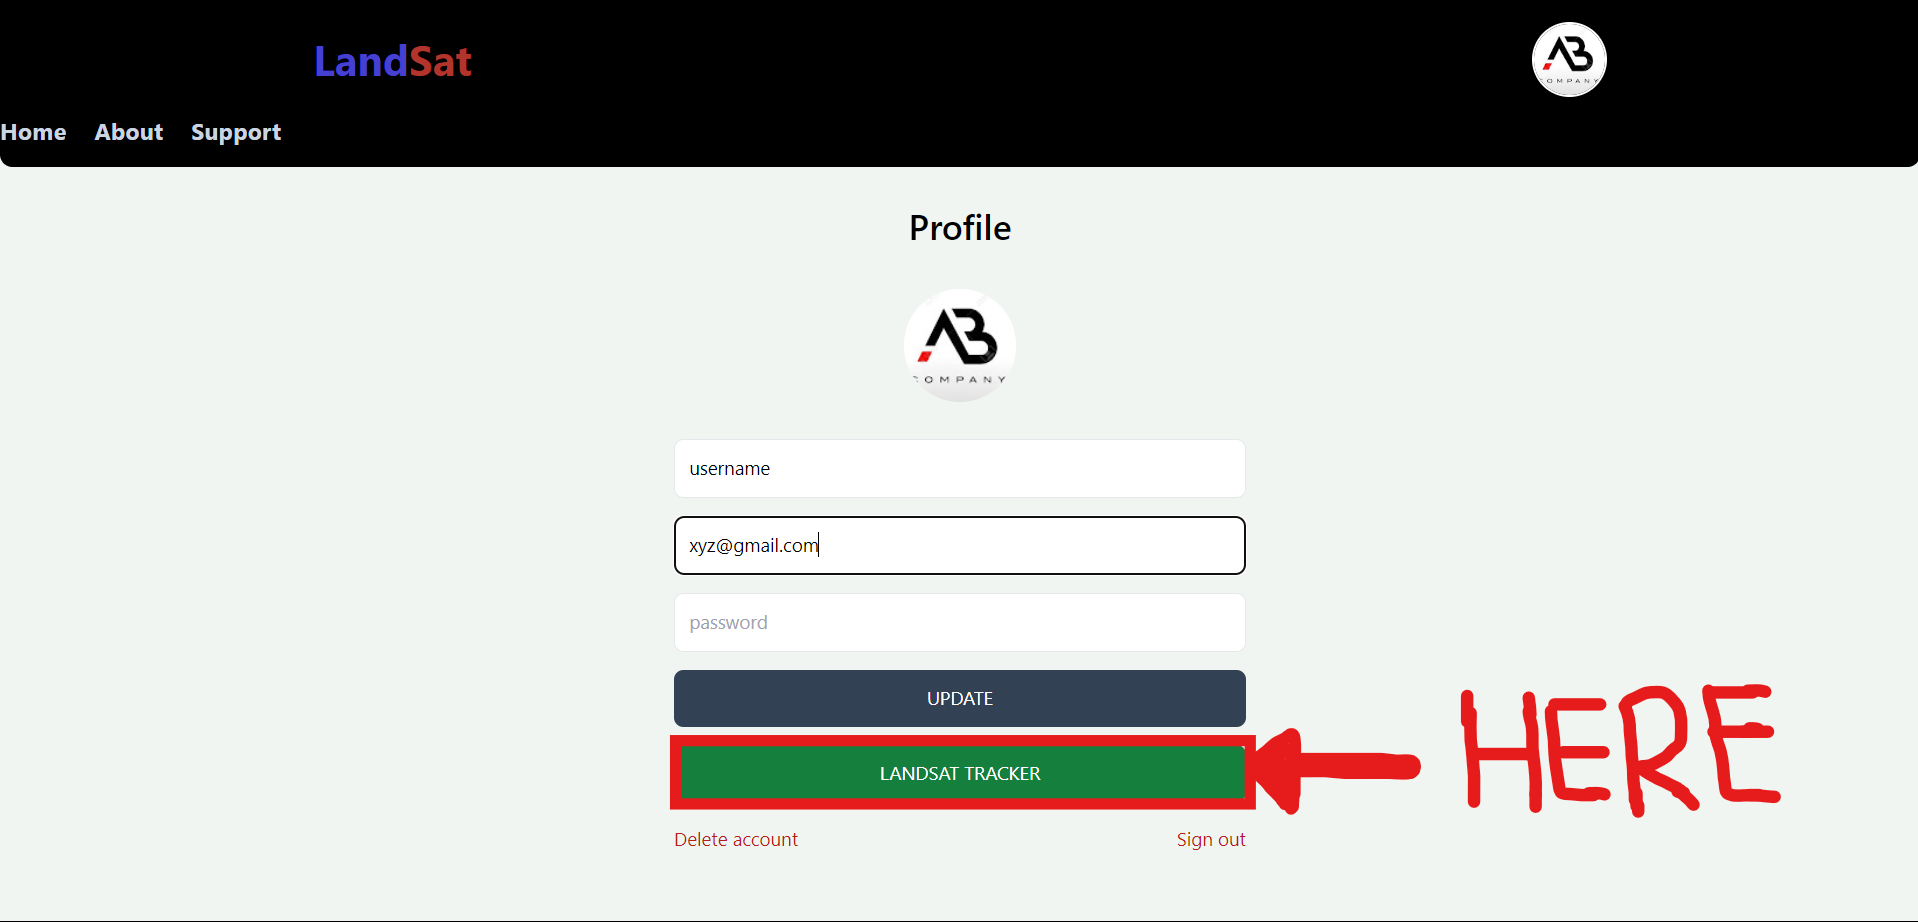 LandSat
AB
COMPANY
Home About Support
Profile
AB
COMPANY
username
xyz@gmail.com
password
UPDATE
LANDSAT TRACKER
HERE
Delete account Sign out